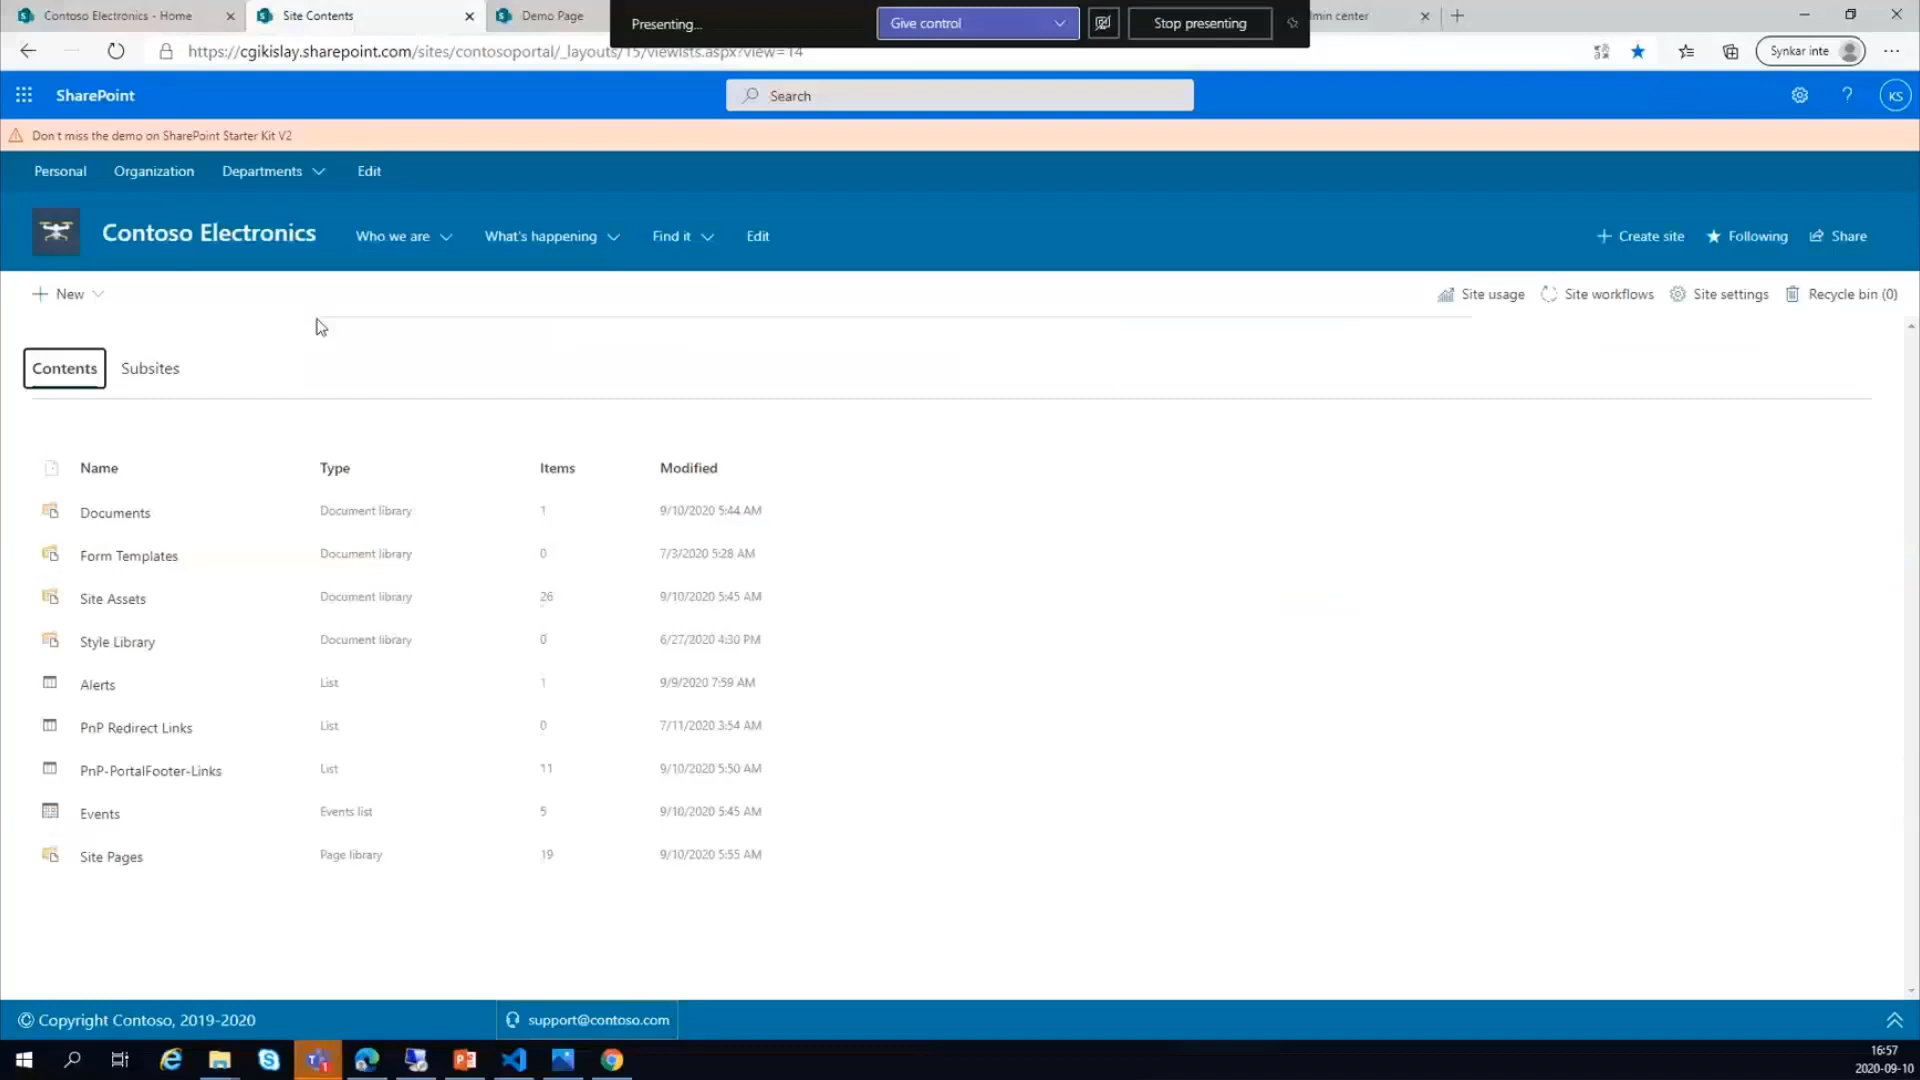 Contoso Electronics - Home
Site Contents
Demo Page
Presenting...
Give control
Stop presenting
min center
https://cgikislay.sharepoint.com/sites/contosoportal/_layouts/15/viewlsts.aspx?view=14
Synkar inte
SharePoint
Search
?
KS
Don't miss the demo on SharePoint Starter Kit V2
Personal
Organization
Departments
Edit
Contoso Electronics
Who we are
What's happening
Find it
Edit
Create site
Following
Share
New
Site usage
Site workflows
Site settings
Recycle bin (0)
Contents
Subsites
Name Type Items Modified
Documents Document library 1 9/10/2020 5:44 AM
Form Templates Document library 0 7/3/2020 5:28 AM
Site Assets Document library 26 9/10/2020 5:45 AM
Style Library Document library 0 6/27/2020 4:30 PM
Alerts List 1 9/9/2020 7:59 AM
PnP Redirect Links List 0 7/11/2020 3:54 AM
PnP-PortalFooter-Links List 11 9/10/2020 5:50 AM
Events Events list 5 9/10/2020 5:45 AM
Site Pages Page library 19 9/10/2020 5:55 AM
© Copyright Contoso, 2019-2020
support@contoso.com
16:57
2020-09-10